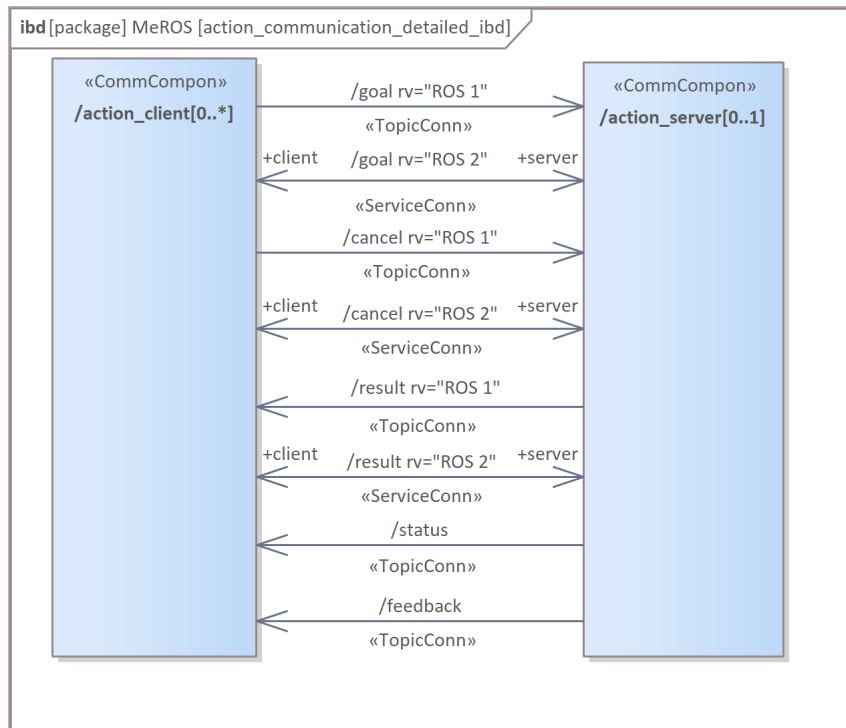 ibd [package] MeROS [action_communication_detailed_ibd]
«CommCompon»
/action_client[0..*]
«CommCompon»
/action_server[0..1]
/goal rv="ROS 1"
«TopicConn»
+client /goal rv="ROS 2" +server
«ServiceConn»
/cancel rv="ROS 1"
«TopicConn»
+client /cancel rv="ROS 2" +server
«ServiceConn»
/result rv="ROS 1"
«TopicConn»
+client /result rv="ROS 2" +server
«ServiceConn»
/status
«TopicConn»
/feedback
«TopicConn»